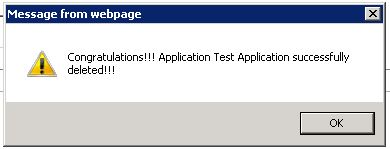 Message from webpage
Congratulations!!! Application Test Application successfully
deleted!!!
OK